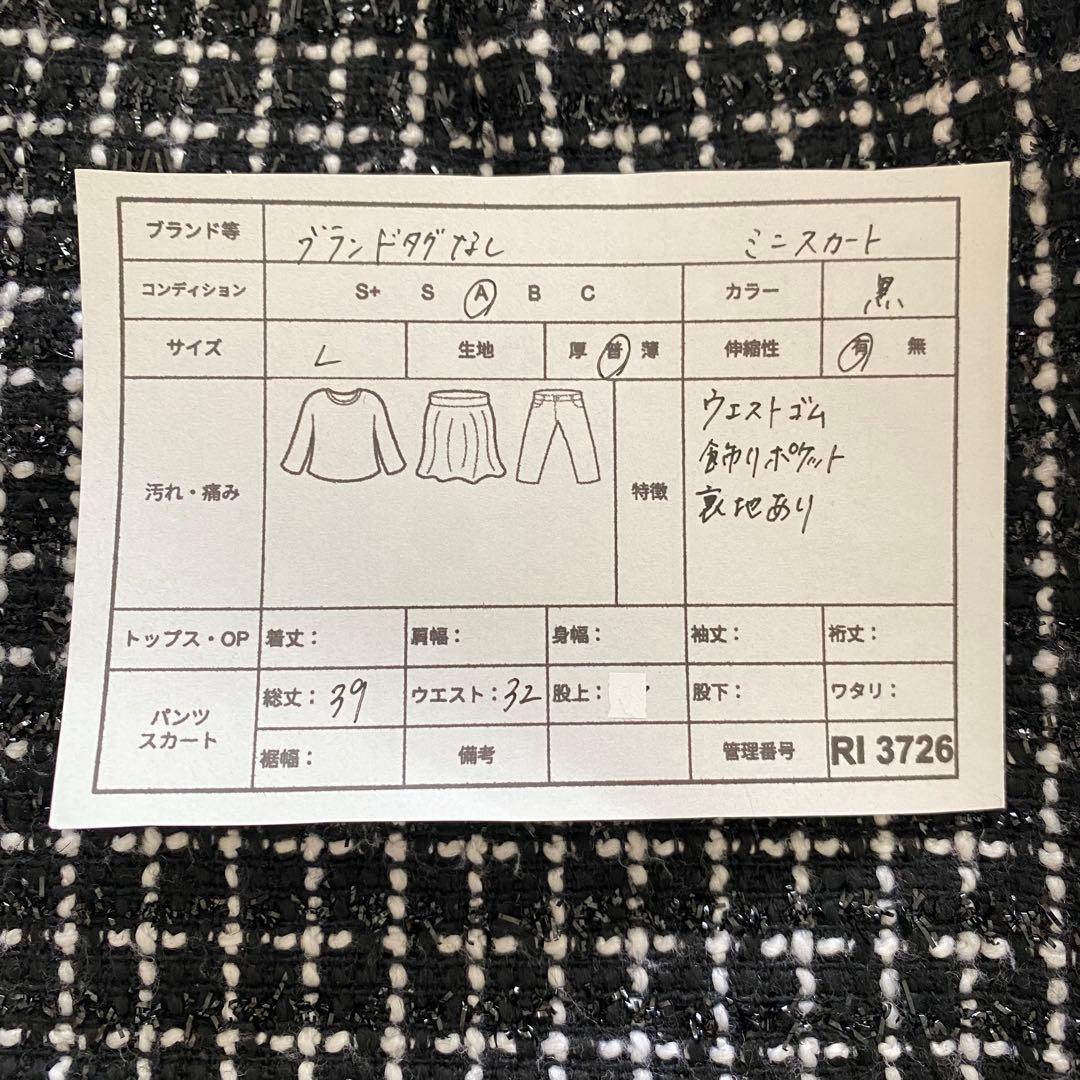 ブランド等 ブランドタグなし ミニスカート
コンディション S+ S A B C カラー 黒
サイズ L 生地 厚 普 薄 伸縮性 有 無
汚れ・痛み 特徴
ウエストゴム
飾りポケット
裏地あり
トップス・OP 着丈： 肩幅： 身幅： 袖丈： 裄丈：
パンツ
スカート
総丈：39 ウエスト：32 股上： 股下： ワタリ：
裾幅： 備考 管理番号 RI 3726